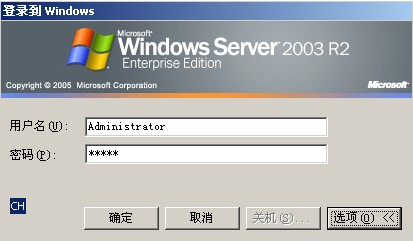 登录到 Windows
Microsoft®
Windows Server™ 2003 R2
Enterprise Edition
Copyright © 2005 Microsoft Corporation
Microsoft
用户名(U):
Administrator
密码(P):
*****
CH
确定
取消
关机(S)...
选项(O) <<